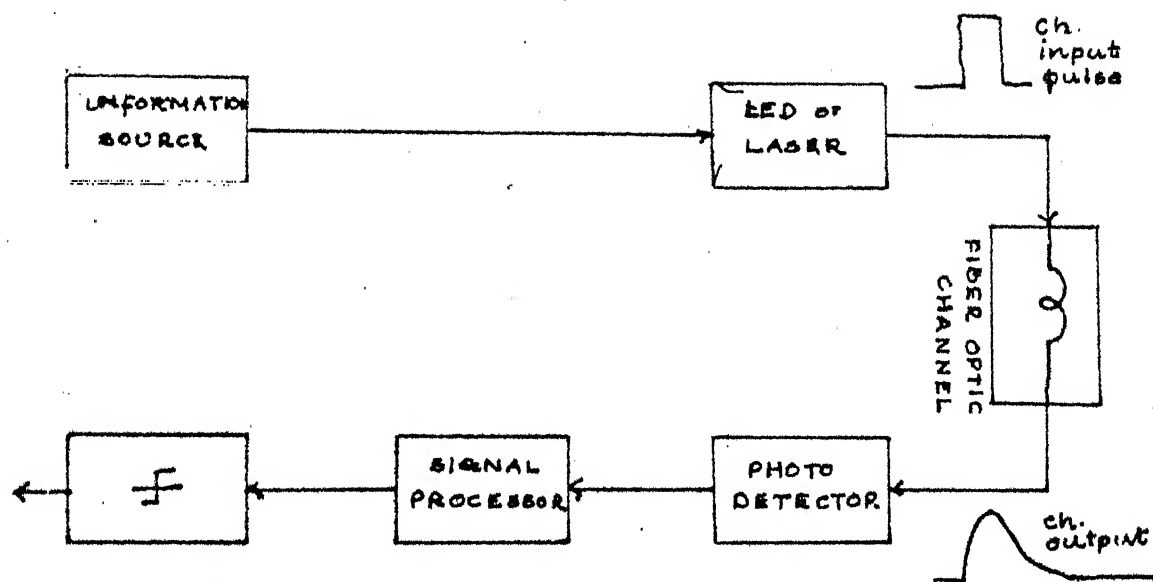 ch.
input
pulse
INFORMATION
SOURCE
LED or
LASER
FIBER OPTIC
CHANNEL
SIGNAL
PROCESSOR
PHOTO
DETECTOR
ch.
output